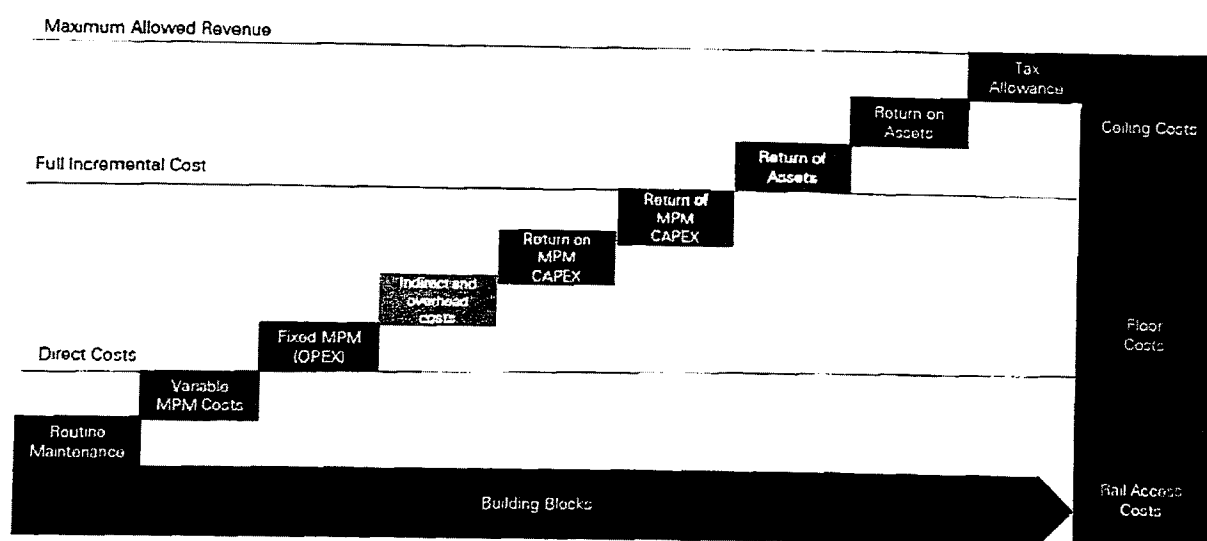 Maximum Allowed Revenue
Tax
Allowance
Return on
Assets
Ceiling Costs
Full Incremental Cost
Return of
Assets
Return of
MPM
CAPEX
Return on
MPM
CAPEX
Indirect and
overhead
costs
Fixed MPM
(OPEX)
Floor
Costs
Direct Costs
Variable
MPM Costs
Routine
Maintenance
Building Blocks
Rail Access
Costs